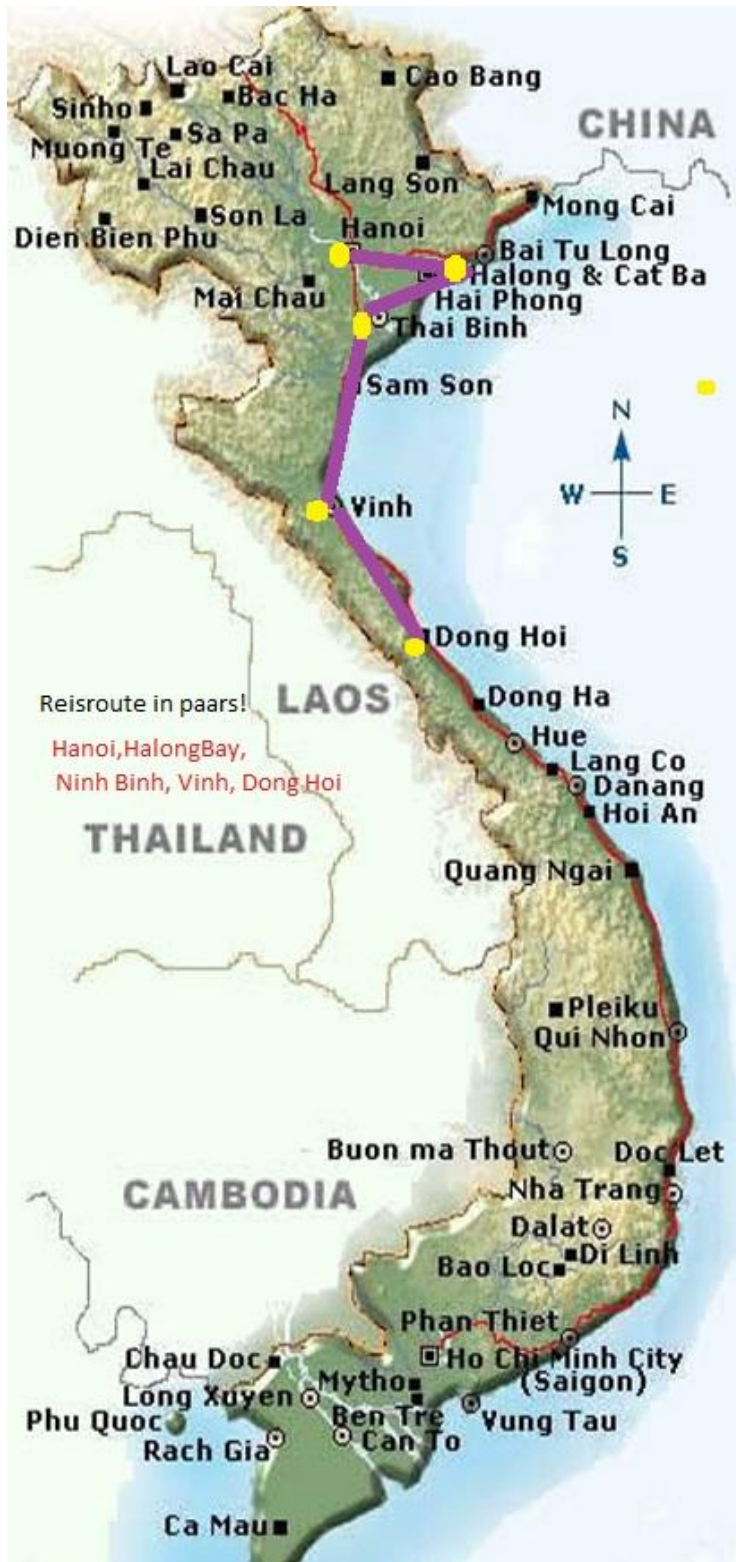 Lao Cai
Cao Bang
Bac Ha
Sinho
CHINA
Sa Pa
Muong Te
Lai Chau
Lang Son
Mong Cai
Son La
Hanoi
Dien Bien Phu
Bai Tu Long
Halong & Cat Ba
Mai Chau
Hai Phong
Thai Binh
Sam Son
N
W
E
S
Vinh
Dong Hoi
Reisroute in paars!
LAOS
Dong Ha
Hue
Hanoi,HalongBay,
Lang Co
Ninh Binh, Vinh, Dong Hoi
Danang
Hoi An
THAILAND
Quang Ngai
Pleiku
Qui Nhon
Buon ma Thout
Doc Let
CAMBODIA
Nha Trang
Dalat
Di Linh
Bao Loc
Phan Thiet
Chau Doc
Ho Chi Minh City
(Saigon)
Mytho
Long Xuyen
Phu Quoc
Ben Tre
Vung Tau
Rach Gia
Can To
Ca Mau